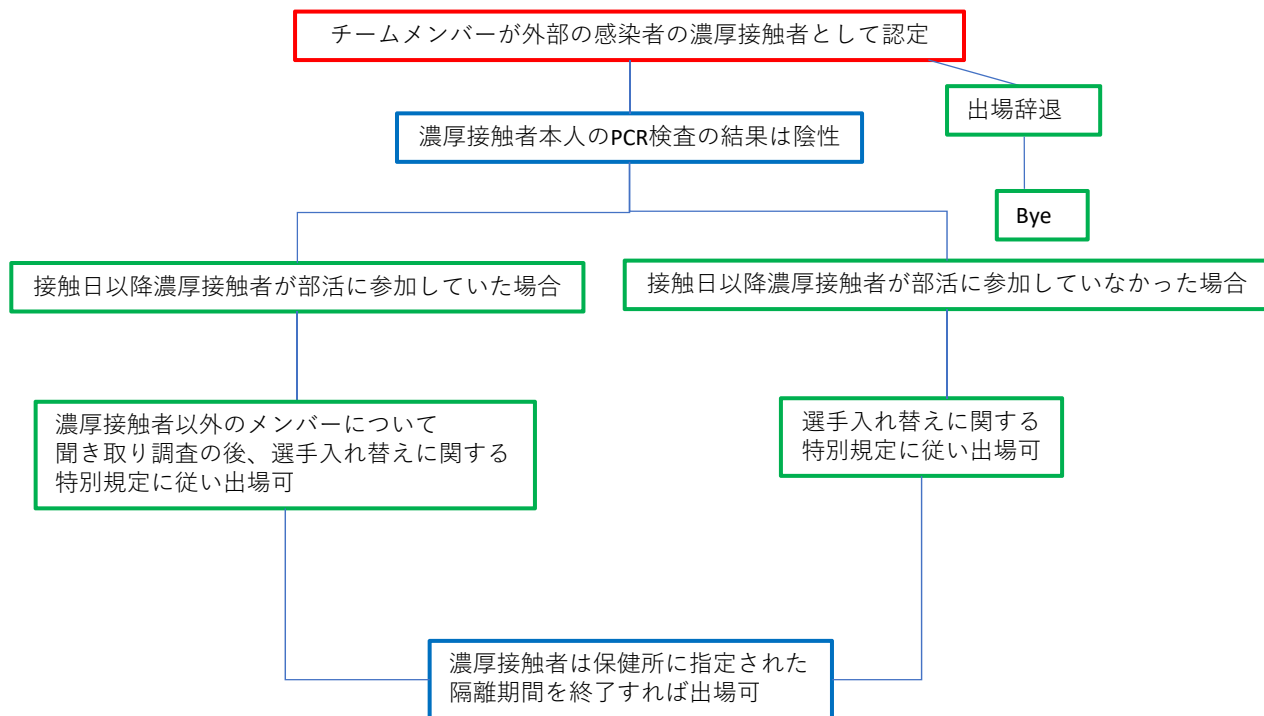 チームメンバーが外部の感染者の濃厚接触者として認定
出場辞退
濃厚接触者本人のPCR検査の結果は陰性
Bye
接触日以降濃厚接触者が部活に参加していた場合
接触日以降濃厚接触者が部活に参加していなかった場合
濃厚接触者以外のメンバーについて
聞き取り調査の後、選手入れ替えに関する
特別規定に従い出場可
選手入れ替えに関する
特別規定に従い出場可
濃厚接触者は保健所に指定された
隔離期間を終了すれば出場可